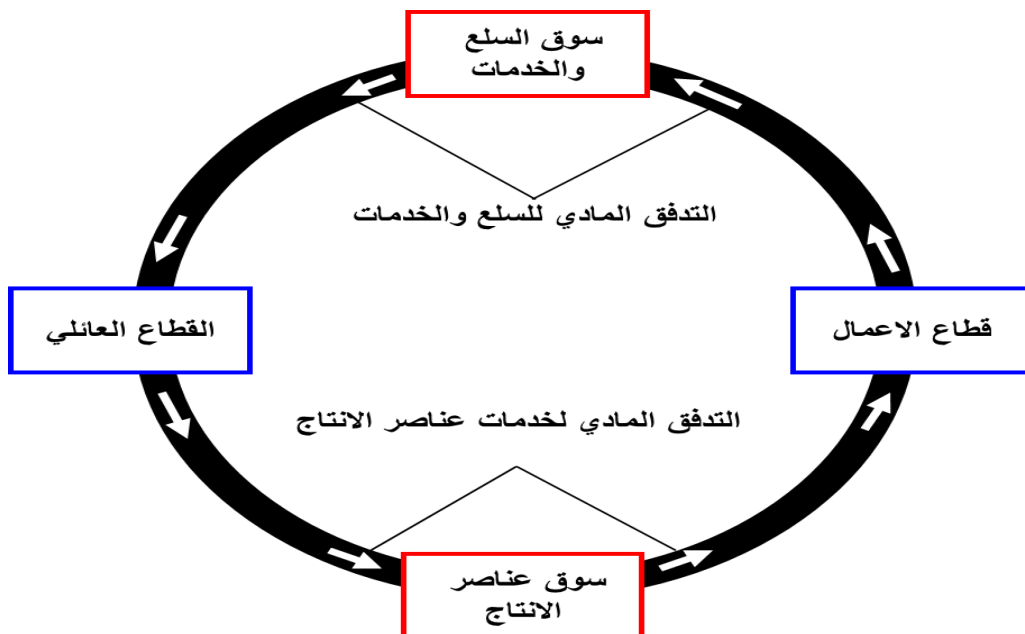 سوق السلع
والخدمات
التدفق المادي للسلع والخدمات
قطاع الاعمال
القطاع العائلي
التدفق المادي لخدمات عناصر الانتاج
سوق عناصر
الانتاج